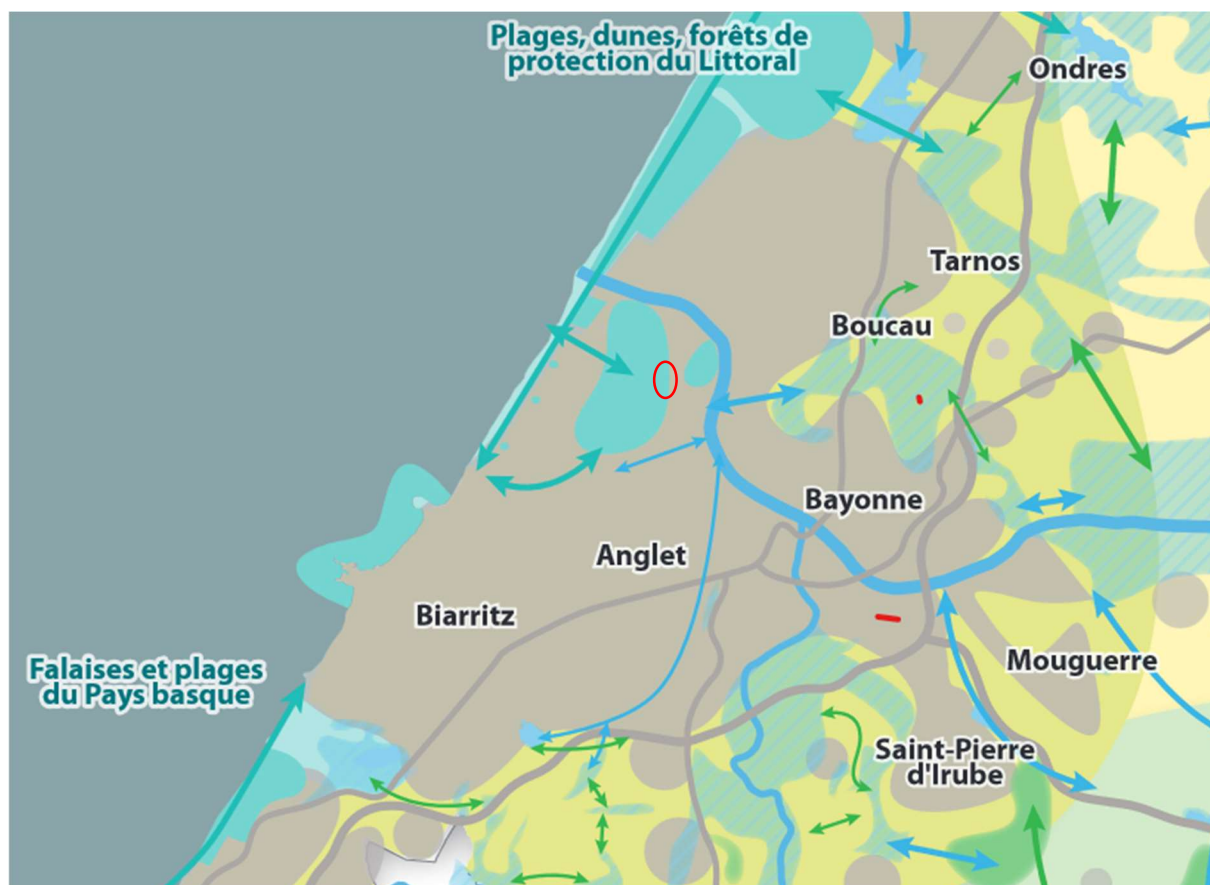 Plages, dunes, forêts de
protection du Littoral
Ondres
Tarnos
Boucau
Bayonne
Anglet
Biarritz
Falaises et plages
du Pays basque
Mouguerre
Saint-Pierre
d'Irube